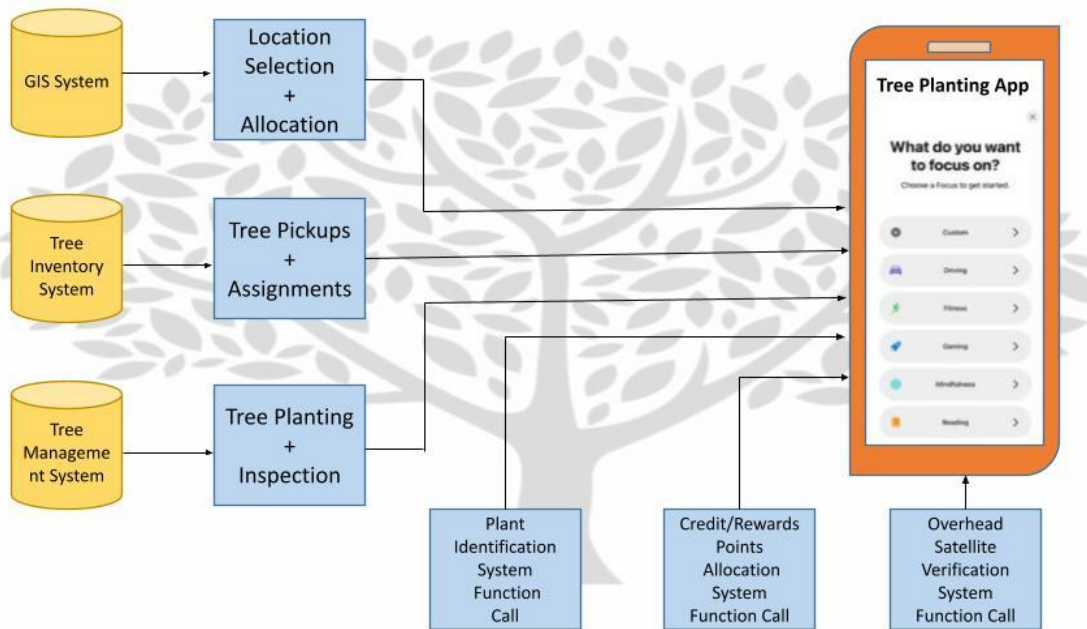 GIS System
Location
Selection
+
Allocation
Tree
Inventory
System
Tree Pickups
+
Assignments
Tree
Manageme
nt System
Tree Planting
+
Inspection
Plant
Identification
System
Function
Call
Credit/Rewards
Points
Allocation
System
Function Call
Overhead
Satellite
Verification
System
Function Call
Tree Planting App
What do you want
to focus on?
Choose a Focus to get started.
Custom
Driving
Fitness
Gaming
Mindfulness
Reading